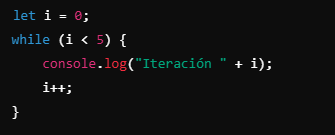 let i = 0;
while (i < 5) {
    console.log("Iteración " + i);
    i++;
}